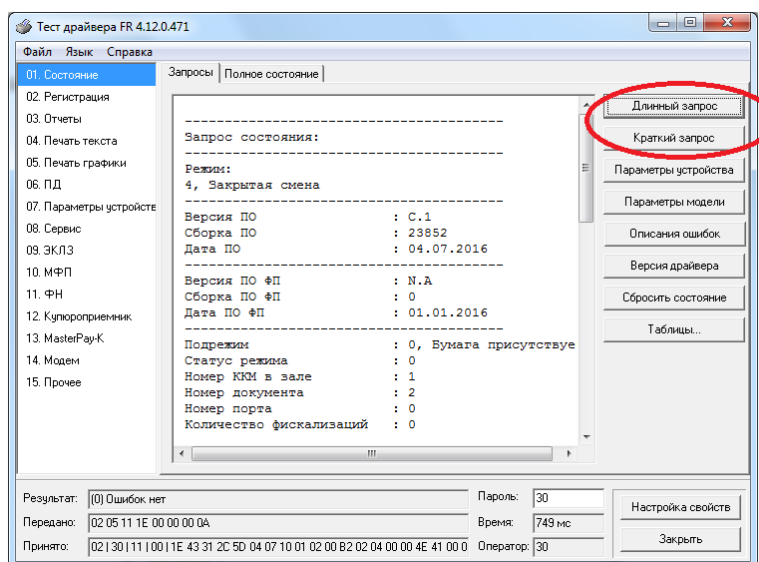 Тест драйвера FR 4.12.0.471
Файл Язык Справка
01. Состояние
02. Регистрация
03. Отчеты
04. Печать текста
05. Печать графики
06. ПД
07. Параметры устройств
08. Сервис
09. ЭКЛЗ
10. МФП
11. ФН
12. Купюроприемник
13. MasterPay-K
14. Модем
15. Прочее
Запросы Полное состояние
----------------------------------------
Запрос состояния:
----------------------------------------
Режим:
4, Закрытая смена
----------------------------------------
Версия ПО : C.1
Сборка ПО : 23852
Дата ПО : 04.07.2016
----------------------------------------
Версия ПО ФП : N.A
Сборка ПО ФП : 0
Дата ПО ФП : 01.01.2016
----------------------------------------
Подрежим : 0, Бумага присутствуе
Статус режима : 0
Номер ККМ в зале : 1
Номер документа : 2
Номер порта : 0
Количество фискализаций : 0
Длинный запрос
Краткий запрос
Параметры устройства
Параметры модели
Описания ошибок
Версия драйвера
Сбросить состояние
Таблицы...
Результат: (0) Ошибок нет
Передано: 02 05 11 1E 00 00 00 0A
Принято: 02 | 30 | 11 | 00 | 1E 43 31 2C 5D 04 07 10 01 02 00 B2 02 04 00 00 4E 41 00 0
Пароль: 30
Время: 749 мс
Оператор: 30
Настройка свойств
Закрыть